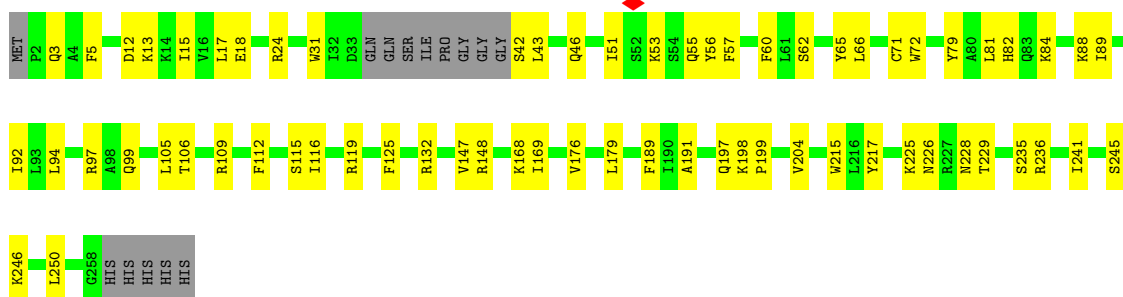 MET P2 Q3 A4 F5 D12 K13 K14 I15 V16 L17 E18 R24 W31 I32 D33 GLN GLN SER ILE PRO GLY GLY GLY S42 L43 Q46 I51 S52 K53 S54 Q55 Y56 F57 F60 L61 S62 Y65 L66 C71 W72 Y79 A80 L81 H82 Q83 K84 K88 I89
I92 L93 L94 R97 A98 Q99 L105 T106 R109 F112 S115 I116 R119 F125 R132 V147 R148 K168 I169 V176 L179 F189 I190 A191 Q197 K198 P199 V204 W215 L216 Y217 K225 N226 R227 N228 T229 S235 R236 I241 S245
K246 L250 G258 HIS HIS HIS HIS HIS